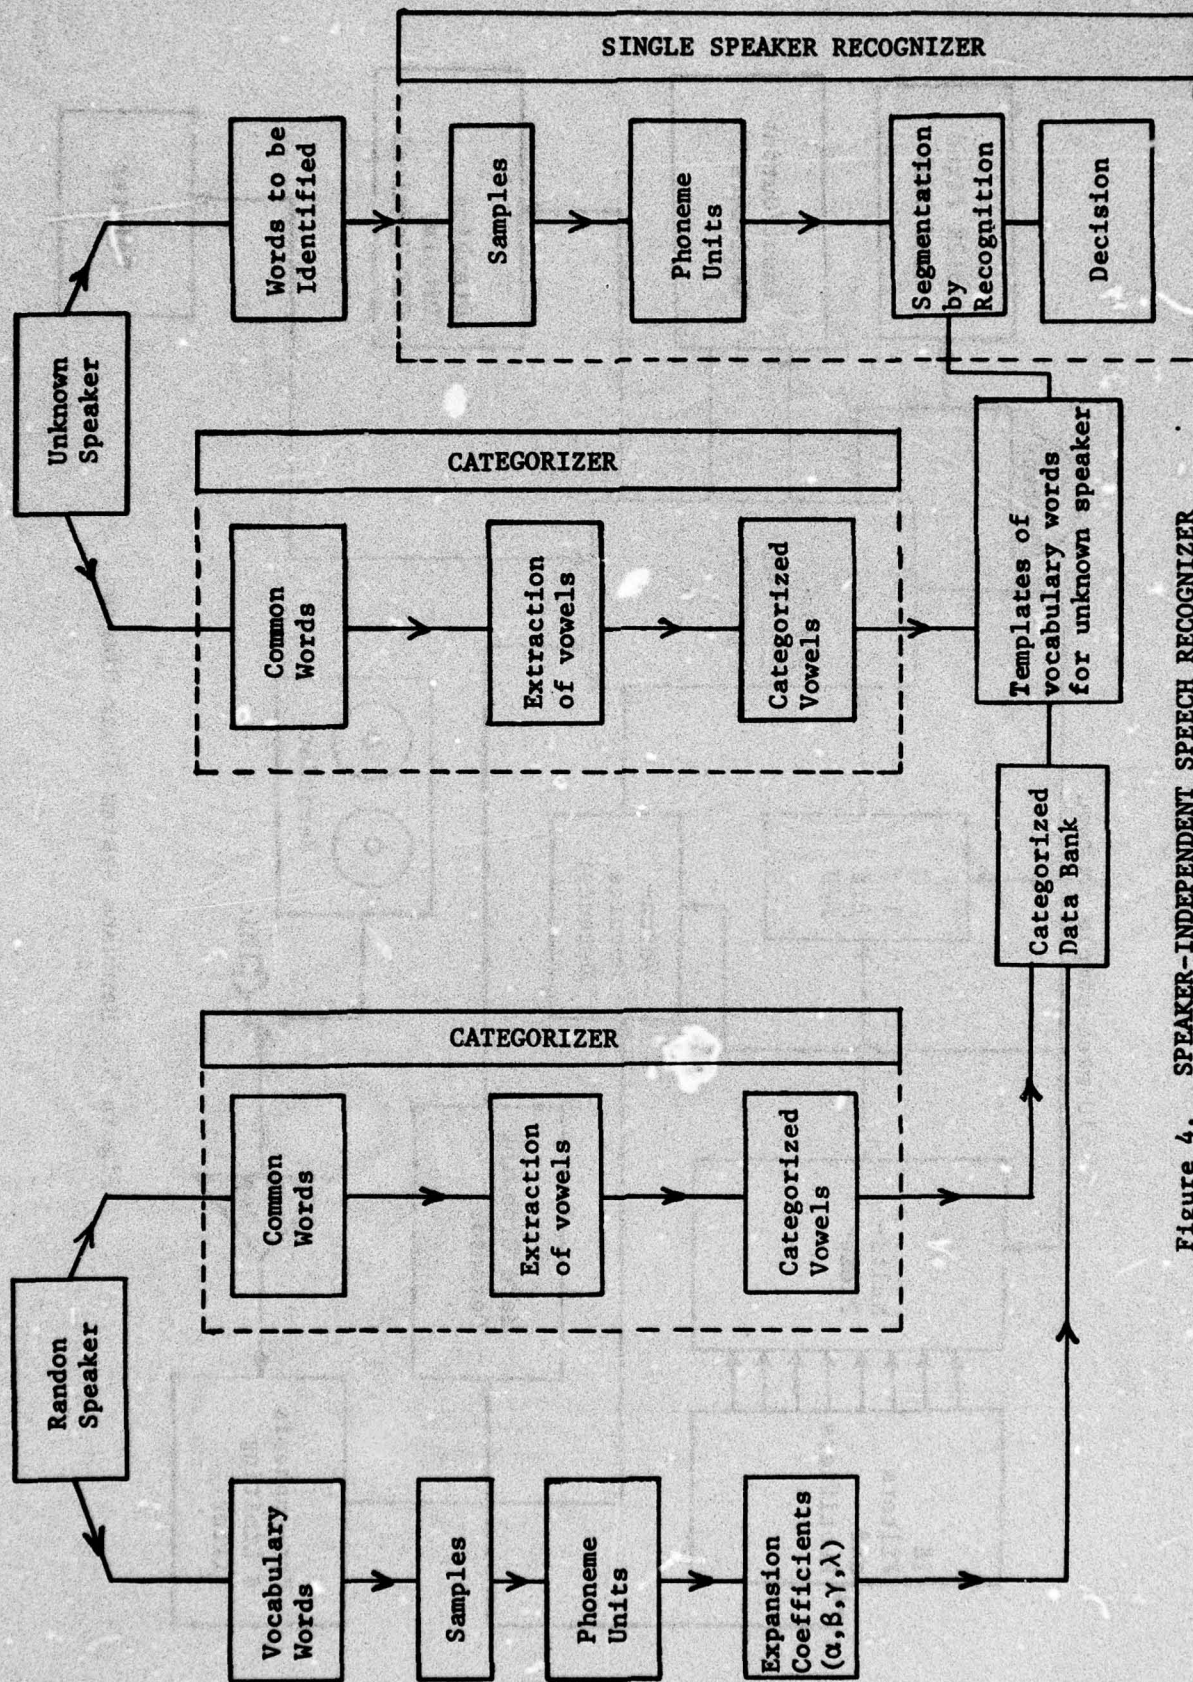 Randon
Speaker
Vocabulary
Words
Samples
Phoneme
Units
Expansion
Coefficients
(α,β,γ,λ)
Common
Words
Extraction
of vowels
Categorized
Vowels
CATEGORIZER
Categorized
Data Bank
Unknown
Speaker
Common
Words
Extraction
of vowels
Categorized
Vowels
CATEGORIZER
Templates of
vocabulary words
for unknown speaker
Words to be
Identified
Samples
Phoneme
Units
Segmentation
by
Recognition
Decision
SINGLE SPEAKER RECOGNIZER
Figure 4. SPEAKER-INDEPENDENT SPEECH RECOGNIZER